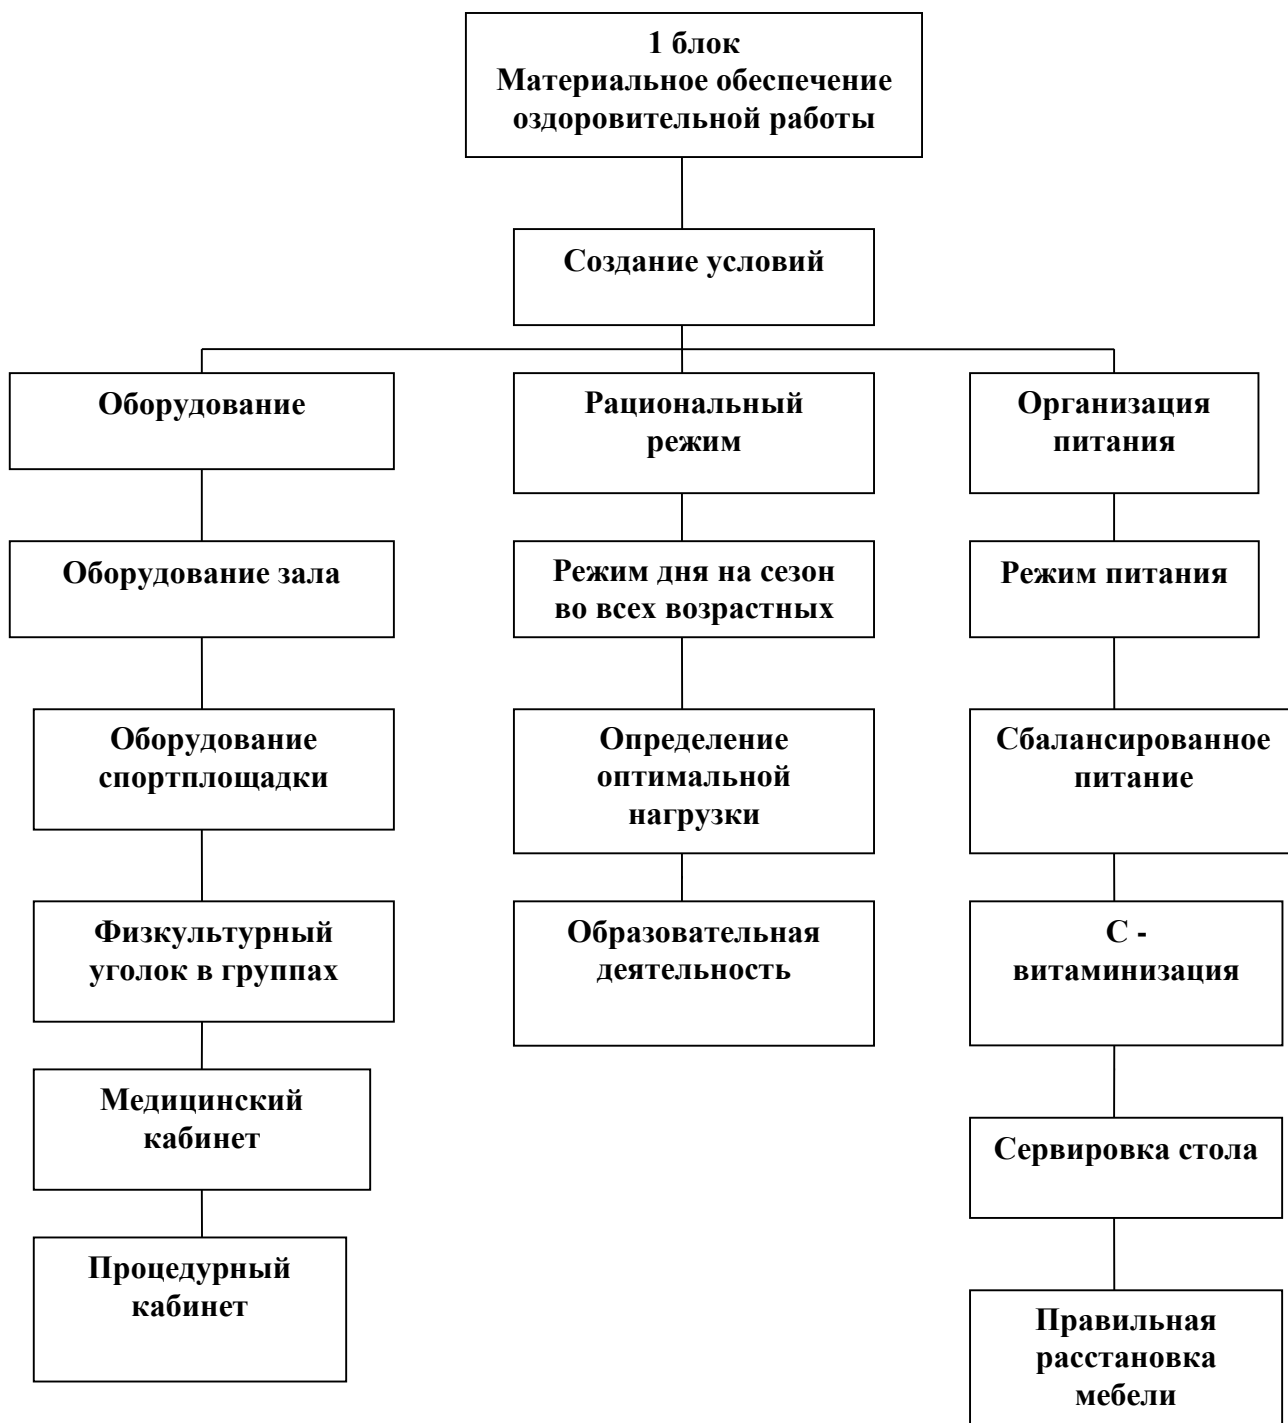 1 блок
Материальное обеспечение
оздоровительной работы
Создание условий
Оборудование
Рациональный
режим
Организация
питания
Оборудование зала
Режим дня на сезон
во всех возрастных
Режим питания
Оборудование
спортплощадки
Определение
оптимальной
нагрузки
Сбалансированное
питание
Физкультурный
уголок в группах
Образовательная
деятельность
С -
витаминизация
Медицинский
кабинет
Сервировка стола
Процедурный
кабинет
Правильная
расстановка
мебели